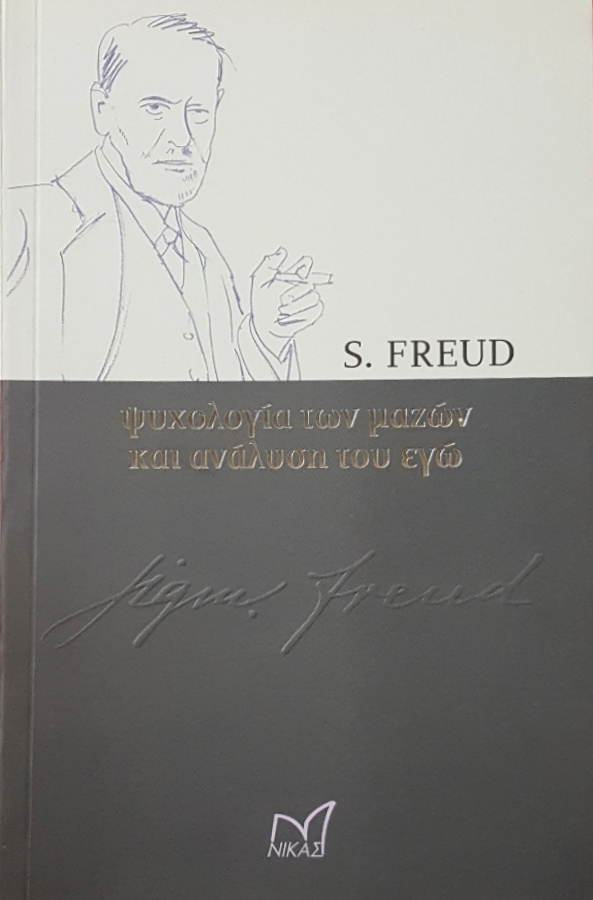 S. FREUD
ψυχολογία των μαζών
και ανάλυση του εγώ
Sigm. Freud
ΝΙΚΑΣ